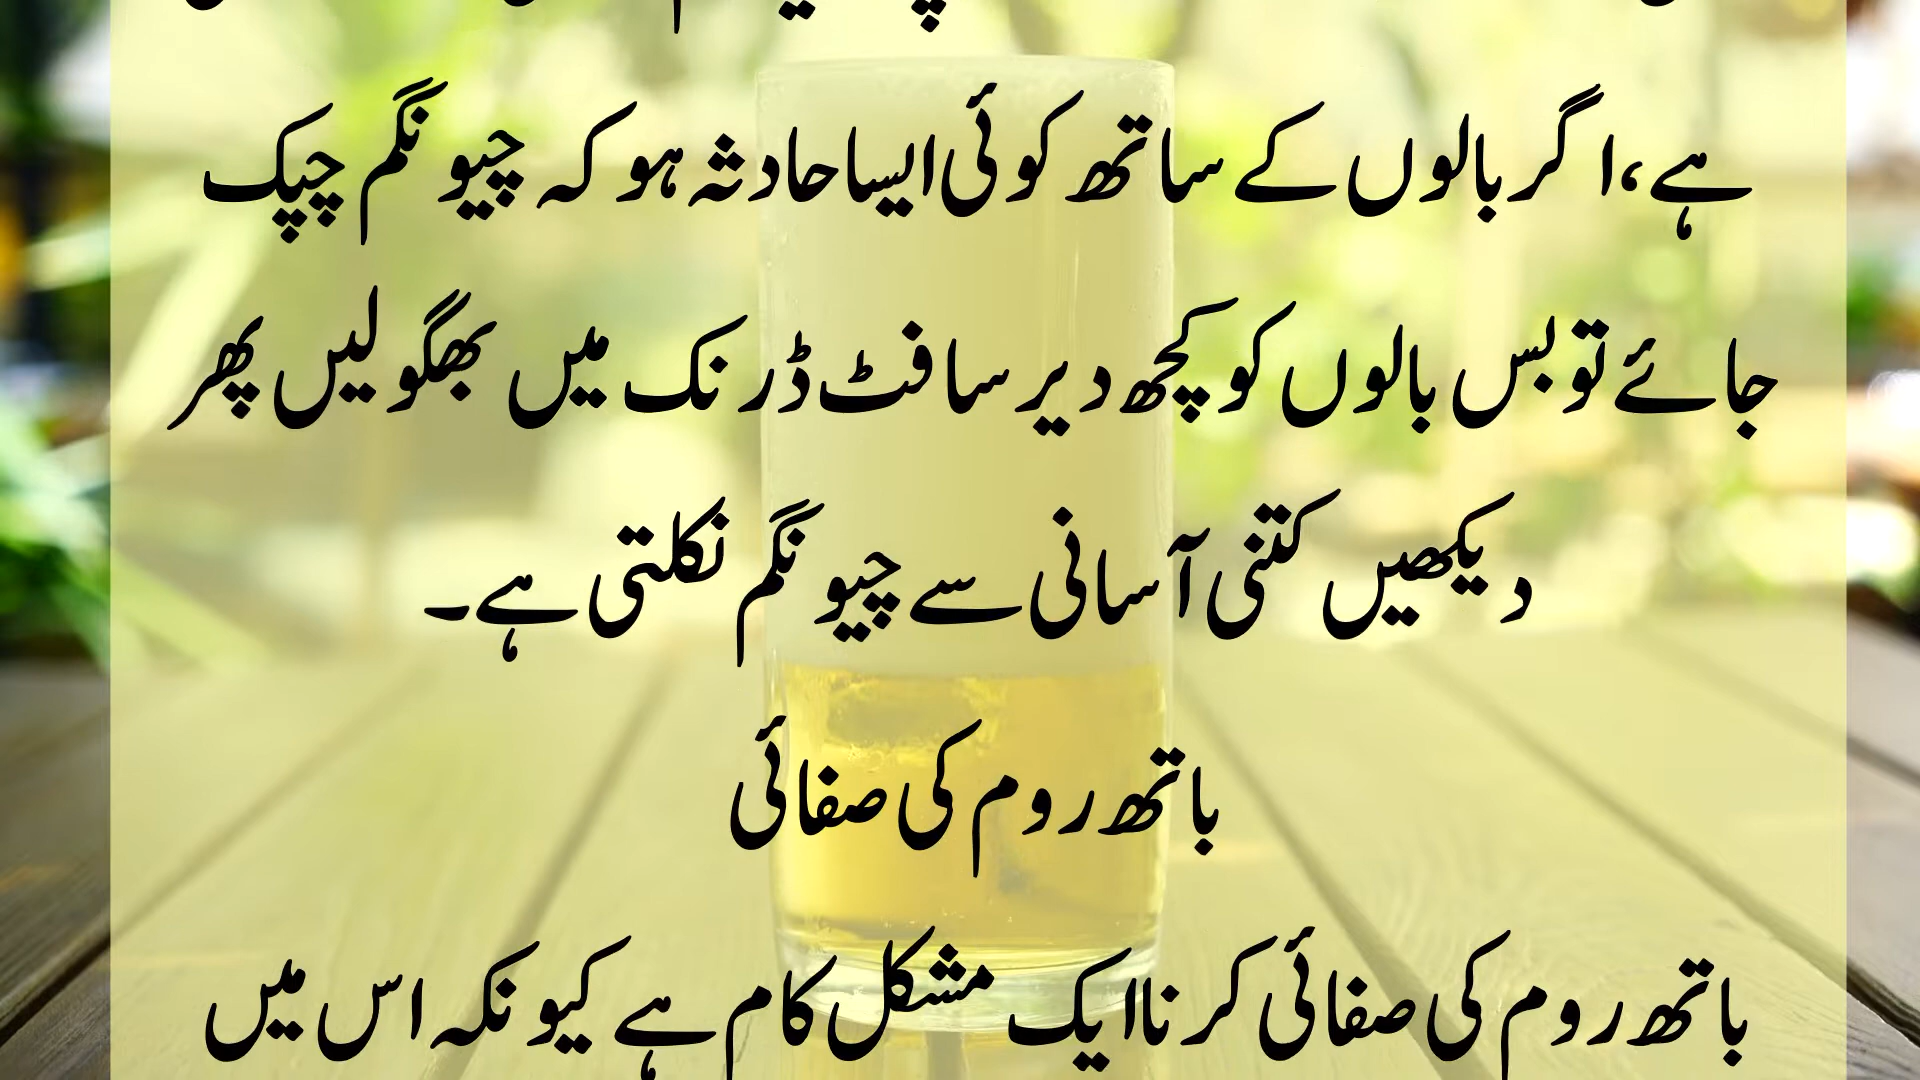 ہے، اگر بالوں کے ساتھ کوئی ایسا حادثہ ہو کہ چیونگم چپک
جائے تو بس بالوں کو کچھ دیر سافٹ ڈرنک میں بھگو لیں پھر
دیکھیں کتنی آسانی سے چیونگم نکلتی ہے۔
باتھ روم کی صفائی
باتھ روم کی صفائی کرنا ایک مشکل کام ہے کیونکہ اس میں